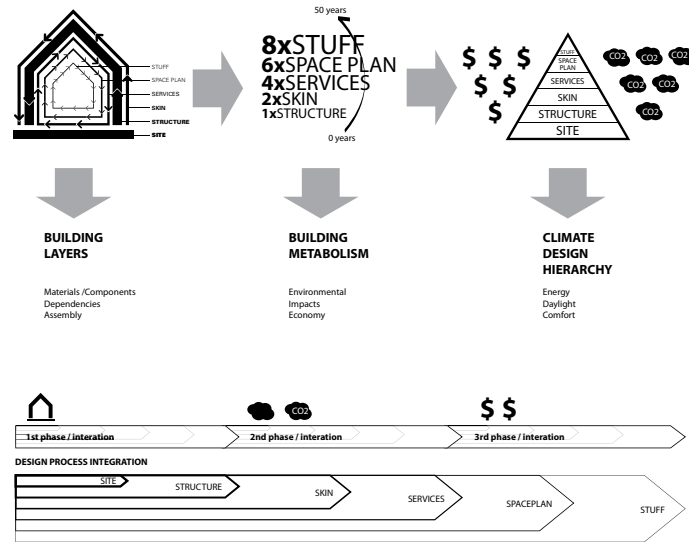 STUFF
SPACE PLAN
SERVICES
SKIN
STRUCTURE
SITE
50 years
8xSTUFF
6xSPACE PLAN
4xSERVICES
2xSKIN
1xSTRUCTURE
0 years
$ $ $
$ $
$
STUFF
SPACE
PLAN
SERVICES
SKIN
STRUCTURE
SITE
CO2 CO2 CO2
CO2 CO2
CO2
BUILDING
LAYERS
Materials /Components
Dependencies
Assembly
BUILDING
METABOLISM
Environmental
Impacts
Economy
CLIMATE
DESIGN
HIERARCHY
Energy
Daylight
Comfort
CO2
$ $
1st phase / interation
2nd phase / interation
3rd phase / interation
DESIGN PROCESS INTEGRATION
SITE
STRUCTURE
SKIN
SERVICES
SPACEPLAN
STUFF